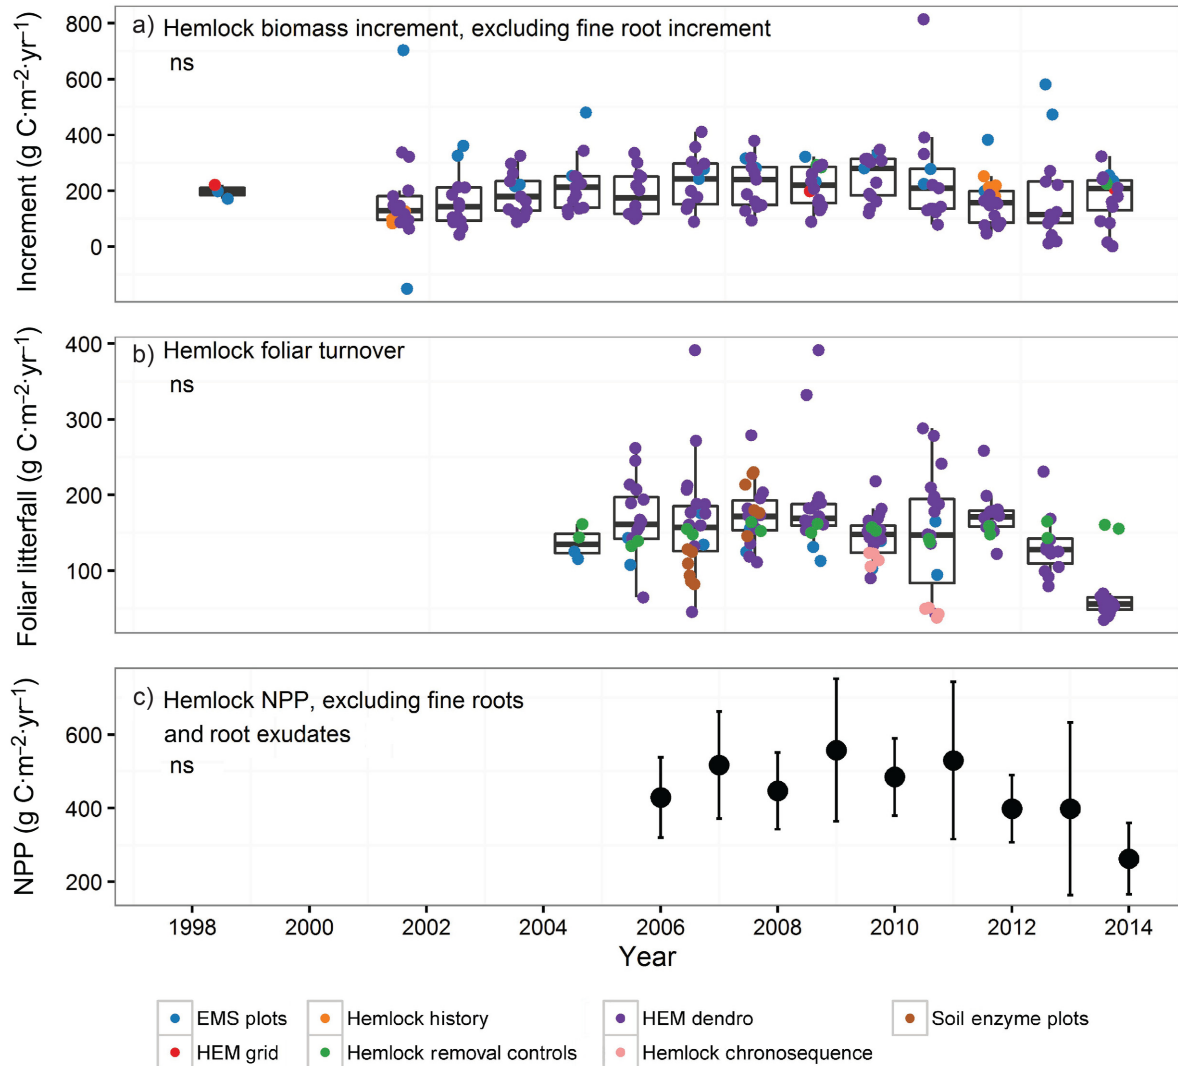 a) Hemlock biomass increment, excluding fine root increment
ns
Increment (g C·m⁻²·yr⁻¹)
800
600
400
200
0
b) Hemlock foliar turnover
ns
Foliar litterfall (g C·m⁻²·yr⁻¹)
400
300
200
100
c) Hemlock NPP, excluding fine roots
and root exudates
ns
NPP (g C·m⁻²·yr⁻¹)
600
400
200
1998 2000 2002 2004 2006 2008 2010 2012 2014
Year
EMS plots Hemlock history HEM dendro Soil enzyme plots
HEM grid Hemlock removal controls Hemlock chronosequence